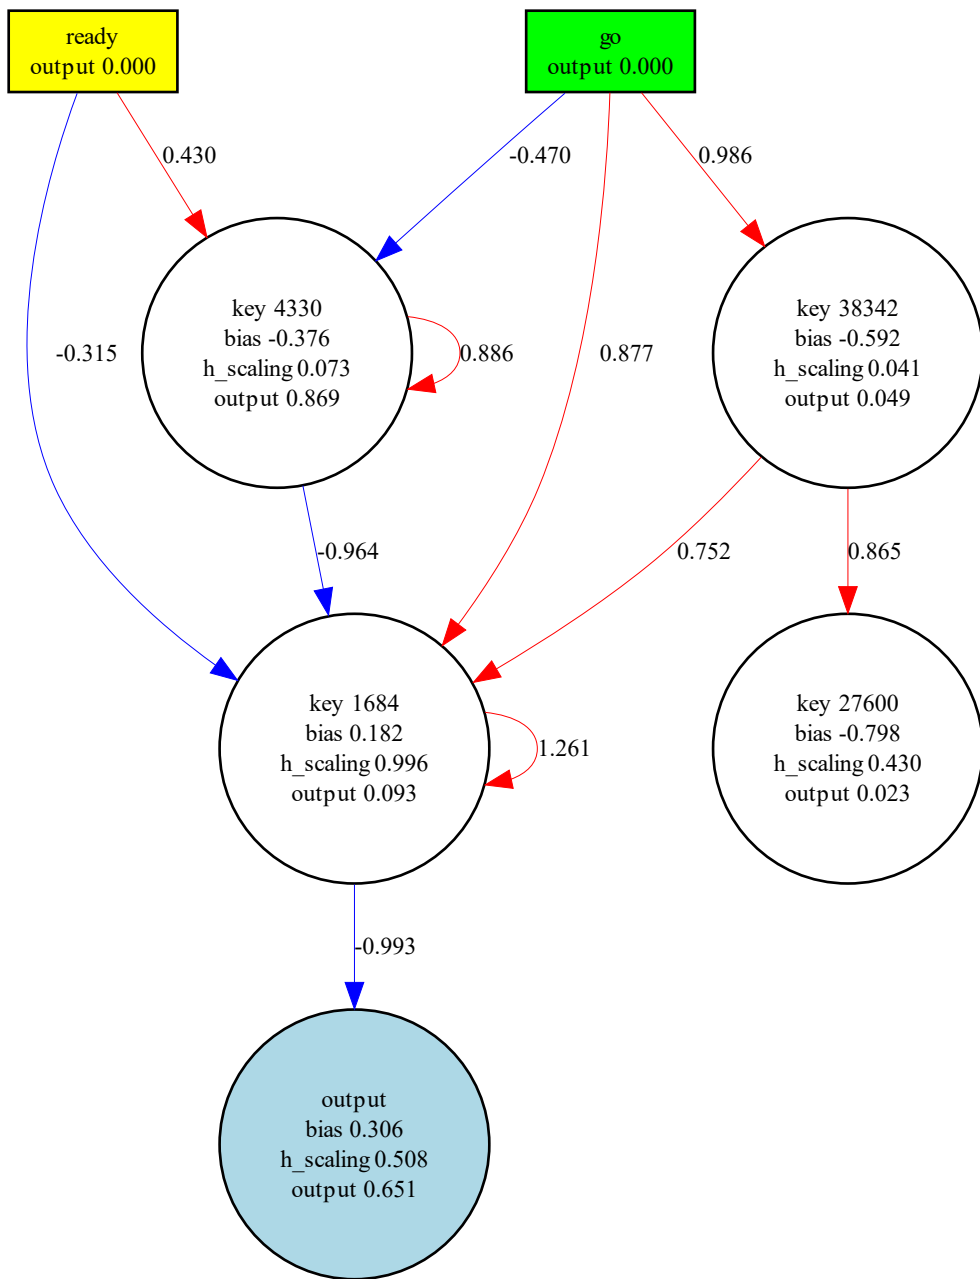 ready
output 0.000
go
output 0.000
0.430
-0.470
0.986
key 4330
bias -0.376
h_scaling 0.073
output 0.869
key 38342
bias -0.592
h_scaling 0.041
output 0.049
-0.315
0.886
0.877
-0.964
0.752
0.865
key 1684
bias 0.182
h_scaling 0.996
output 0.093
1.261
key 27600
bias -0.798
h_scaling 0.430
output 0.023
-0.993
output
bias 0.306
h_scaling 0.508
output 0.651